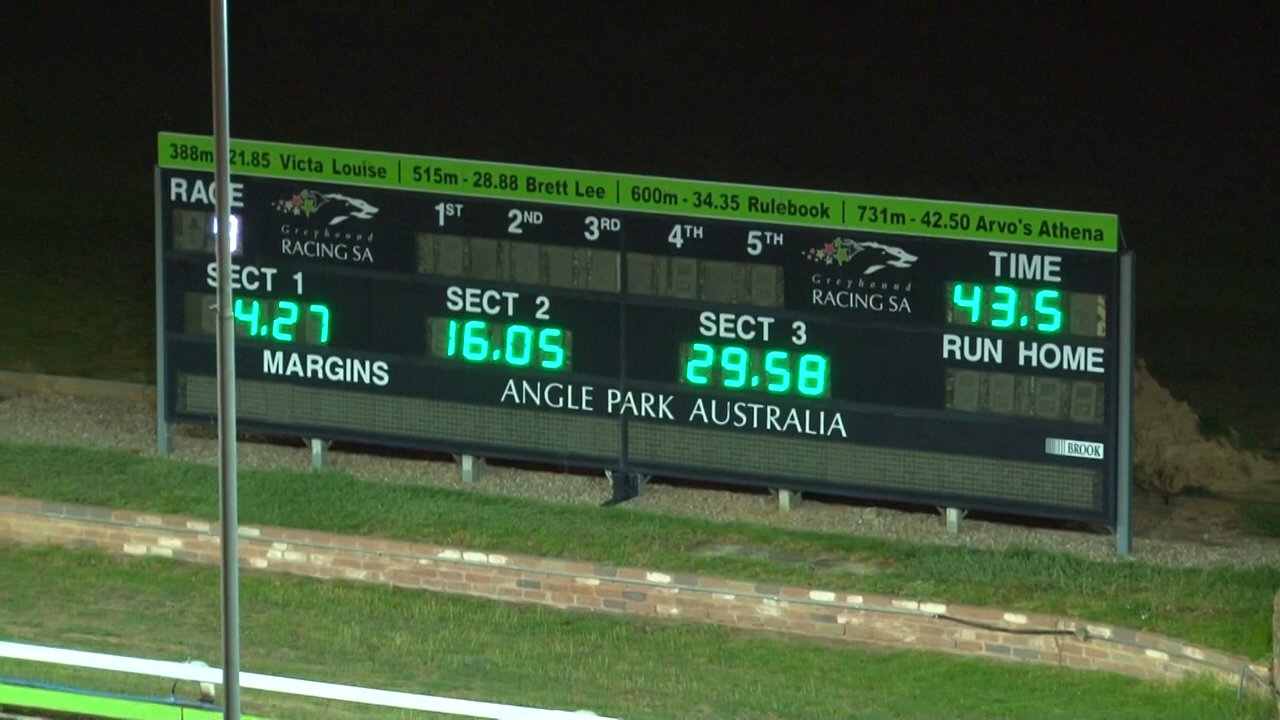 388m 21.85 Victa Louise | 515m - 28.88 Brett Lee | 600m - 34.35 Rulebook | 731m - 42.50 Arvo's Athena
RACE
Greyhound
RACING SA
1ST 2ND 3RD 4TH 5TH
Greyhound
RACING SA
TIME
43.5
SECT 1
4.27
SECT 2
16.05
SECT 3
29.58
RUN HOME
MARGINS
ANGLE PARK AUSTRALIA
BROOK